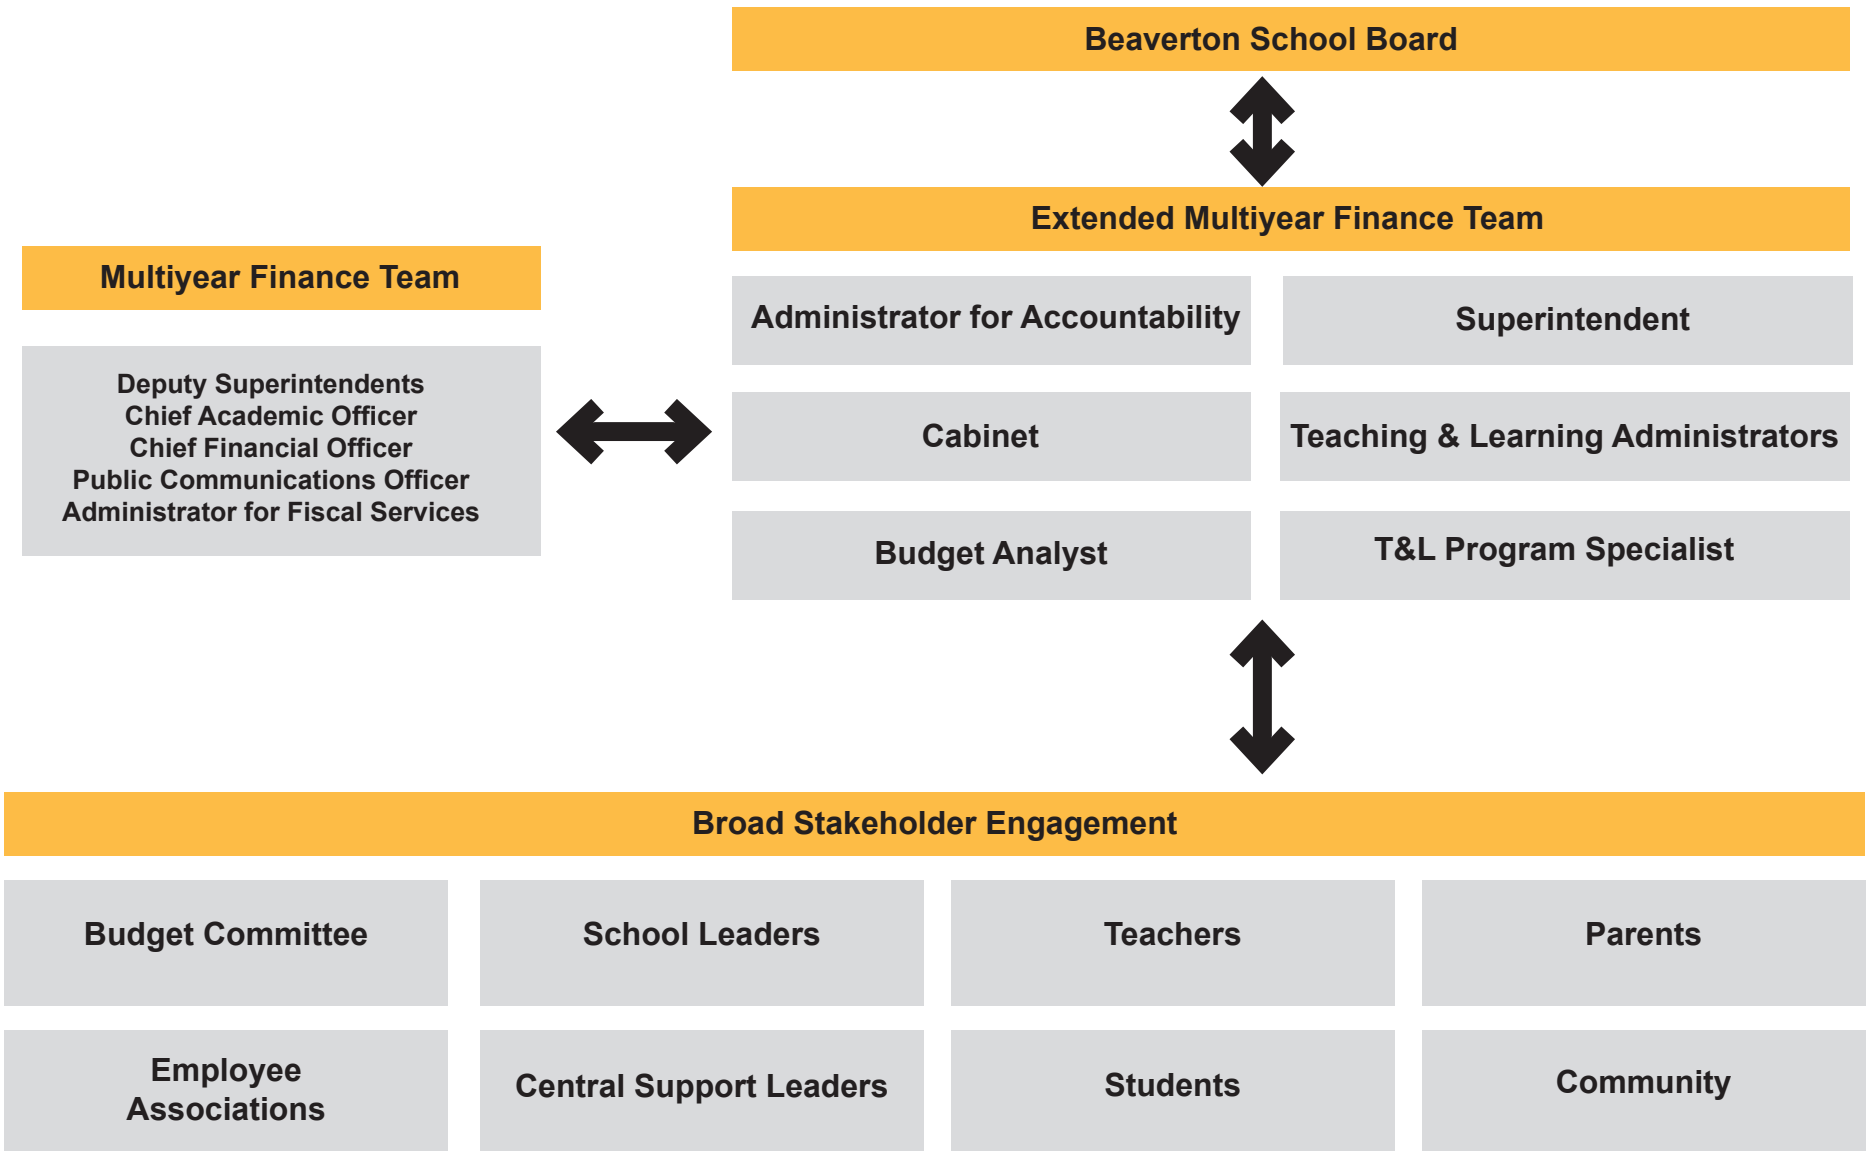 Beaverton School Board
Extended Multiyear Finance Team
Multiyear Finance Team
Deputy Superintendents
Chief Academic Officer
Chief Financial Officer
Public Communications Officer
Administrator for Fiscal Services
Administrator for Accountability
Superintendent
Cabinet
Teaching & Learning Administrators
Budget Analyst
T&L Program Specialist
Broad Stakeholder Engagement
Budget Committee
School Leaders
Teachers
Parents
Employee
Associations
Central Support Leaders
Students
Community